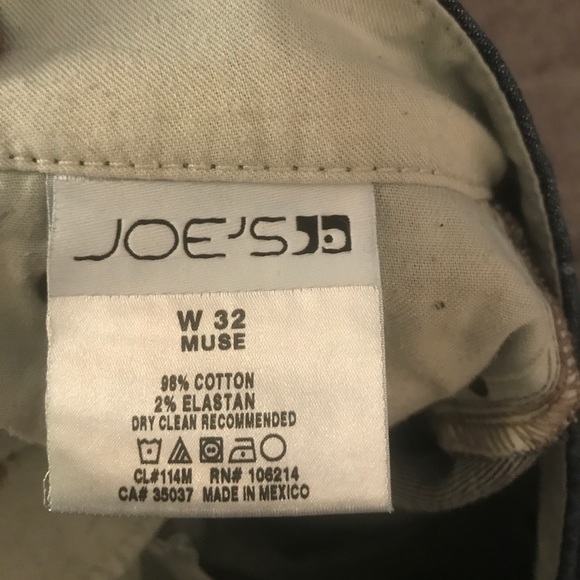 JOE'S
W 32
MUSE
98% COTTON
2% ELASTAN
DRY CLEAN RECOMMENDED
CL#114M RN# 106214
CA# 35037 MADE IN MEXICO